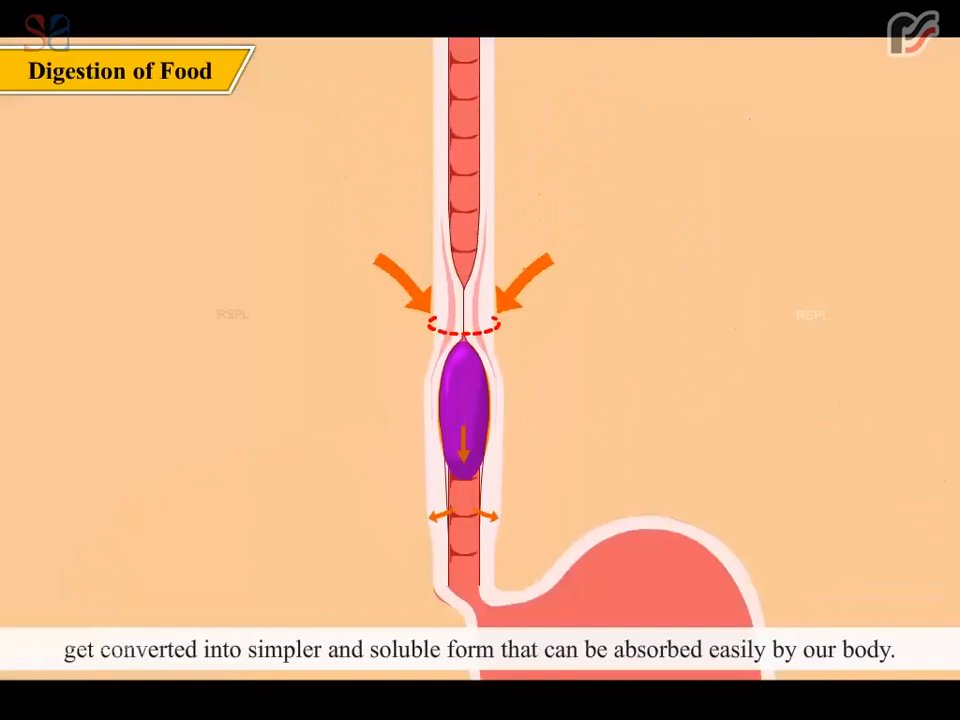 Digestion of Food
RSPL
RSPL
get converted into simpler and soluble form that can be absorbed easily by our body.